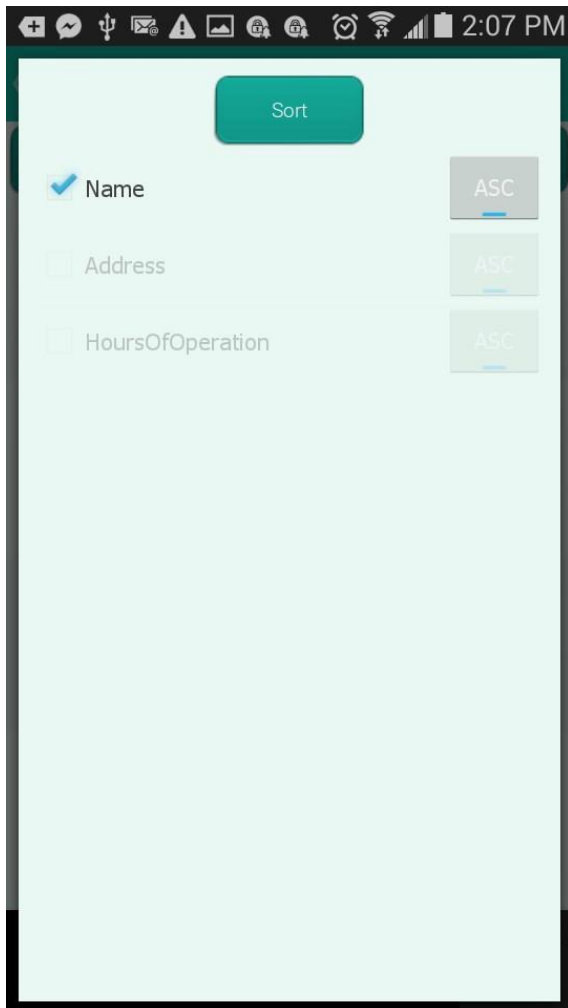 2:07 PM
Sort
Name ASC
Address ASC
HoursOfOperation ASC